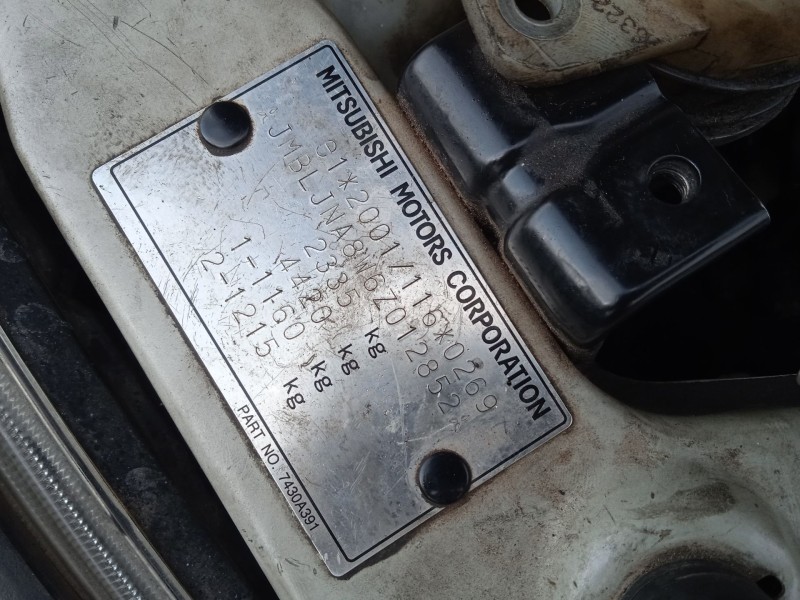 MITSUBISHI MOTORS CORPORATION
e1*2001/116*0269
JMBLJNA8W6Z012852*
2385 kg
4420 kg
1-1160 kg
2-1215 kg
PART NO. 7430A391